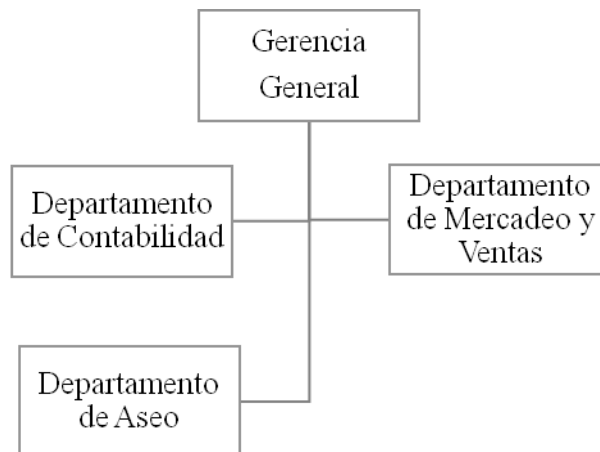 Gerencia
General
Departamento
de Contabilidad
Departamento
de Mercadeo y
Ventas
Departamento
de Aseo